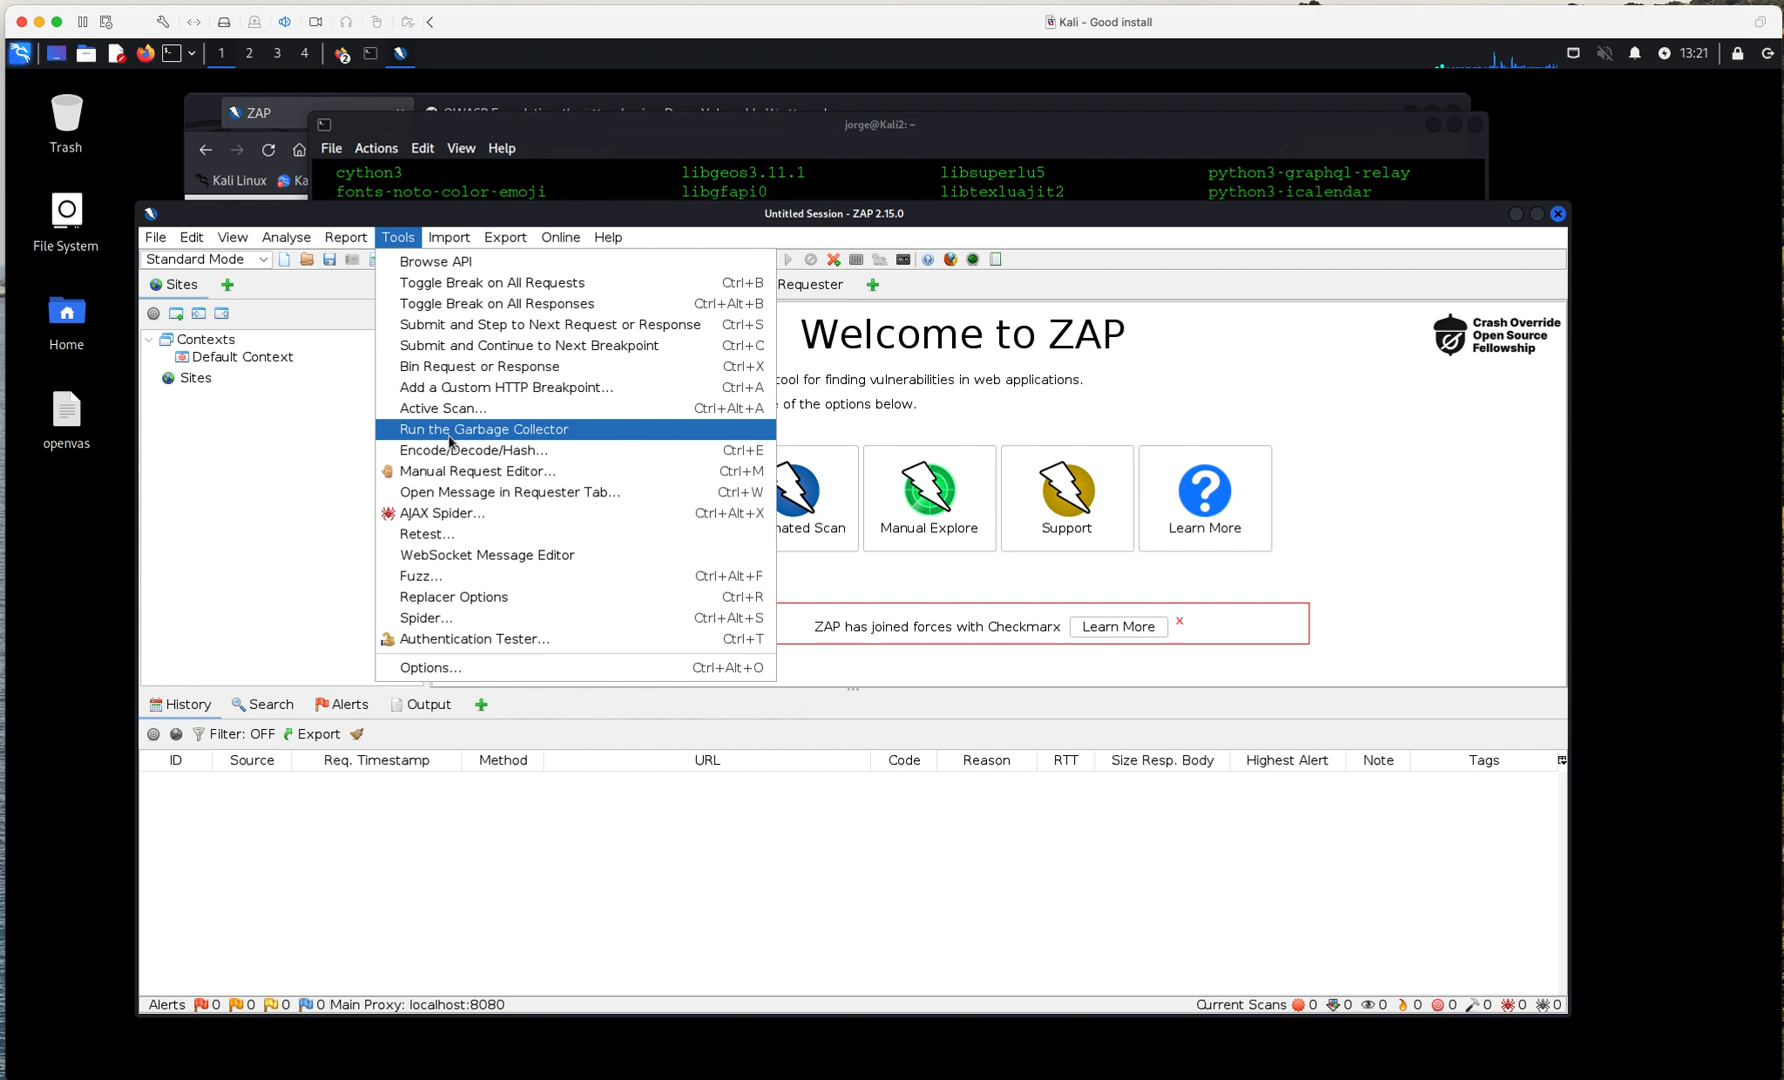 Kali - Good install
1 2 3 4 2
13:21
Trash
File System
Home
openvas
ZAP
Kali Linux
jorge@Kali2: ~
File Actions Edit View Help
cython3 libgeos3.11.1 libsuperlu5 python3-graphql-relay
fonts-noto-color-emoji libgfapi0 libtexluajit2 python3-icalendar
Untitled Session - ZAP 2.15.0
File Edit View Analyse Report Tools Import Export Online Help
Standard Mode
Sites
Requester
Contexts
Default Context
Sites
Browse API
Toggle Break on All Requests Ctrl+B
Toggle Break on All Responses Ctrl+Alt+B
Submit and Step to Next Request or Response Ctrl+S
Submit and Continue to Next Breakpoint Ctrl+C
Bin Request or Response Ctrl+X
Add a Custom HTTP Breakpoint... Ctrl+A
Active Scan... Ctrl+Alt+A
Run the Garbage Collector
Encode/Decode/Hash... Ctrl+E
Manual Request Editor... Ctrl+M
Open Message in Requester Tab... Ctrl+W
AJAX Spider... Ctrl+Alt+X
Retest...
WebSocket Message Editor
Fuzz... Ctrl+Alt+F
Replacer Options Ctrl+R
Spider... Ctrl+Alt+S
Authentication Tester... Ctrl+T
Options... Ctrl+Alt+O
Welcome to ZAP
Crash Override
Open Source
Fellowship
tool for finding vulnerabilities in web applications.
of the options below.
nated Scan
Manual Explore
Support
Learn More
ZAP has joined forces with Checkmarx Learn More x
History Search Alerts Output
Filter: OFF Export
ID Source Req. Timestamp Method URL Code Reason RTT Size Resp. Body Highest Alert Note Tags
Alerts 0 0 0 0 Main Proxy: localhost:8080 Current Scans 0 0 0 0 0 0 0 0